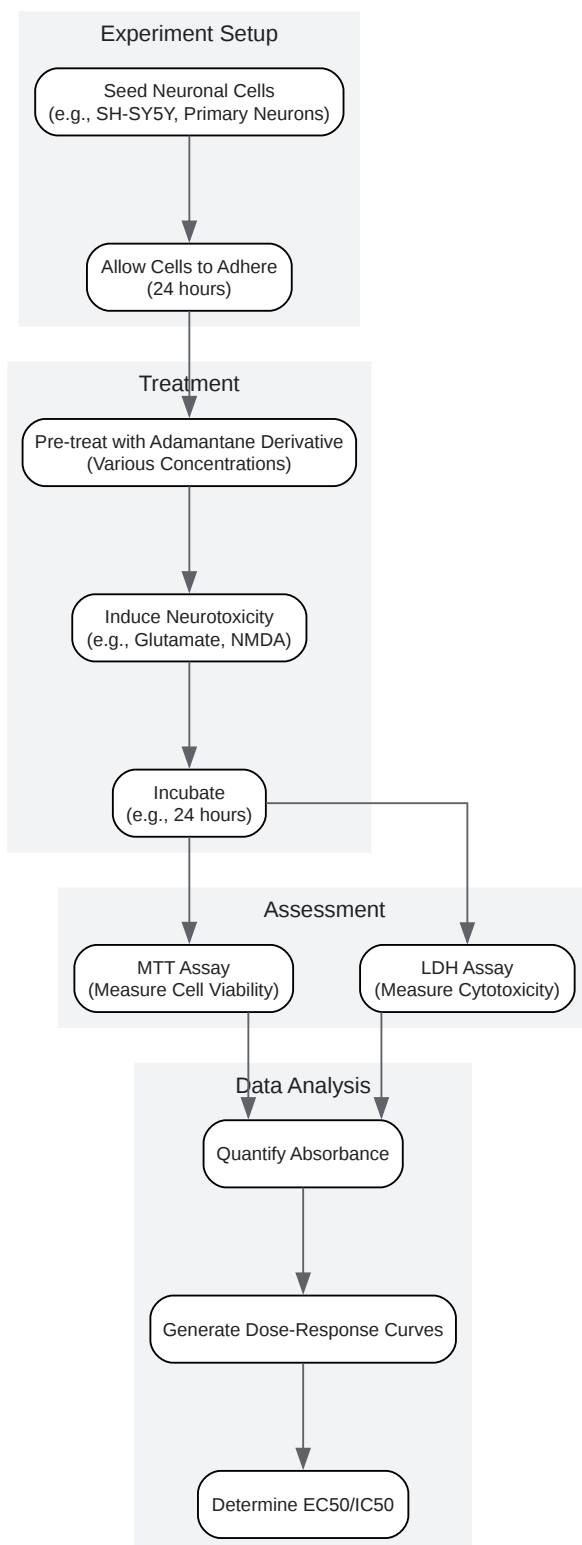 Experiment Setup
Seed Neuronal Cells
(e.g., SH-SY5Y, Primary Neurons)
Allow Cells to Adhere
(24 hours)
Treatment
Pre-treat with Adamantane Derivative
(Various Concentrations)
Induce Neurotoxicity
(e.g., Glutamate, NMDA)
Incubate
(e.g., 24 hours)
Assessment
MTT Assay
(Measure Cell Viability)
LDH Assay
(Measure Cytotoxicity)
Data Analysis
Quantify Absorbance
Generate Dose-Response Curves
Determine EC50/IC50